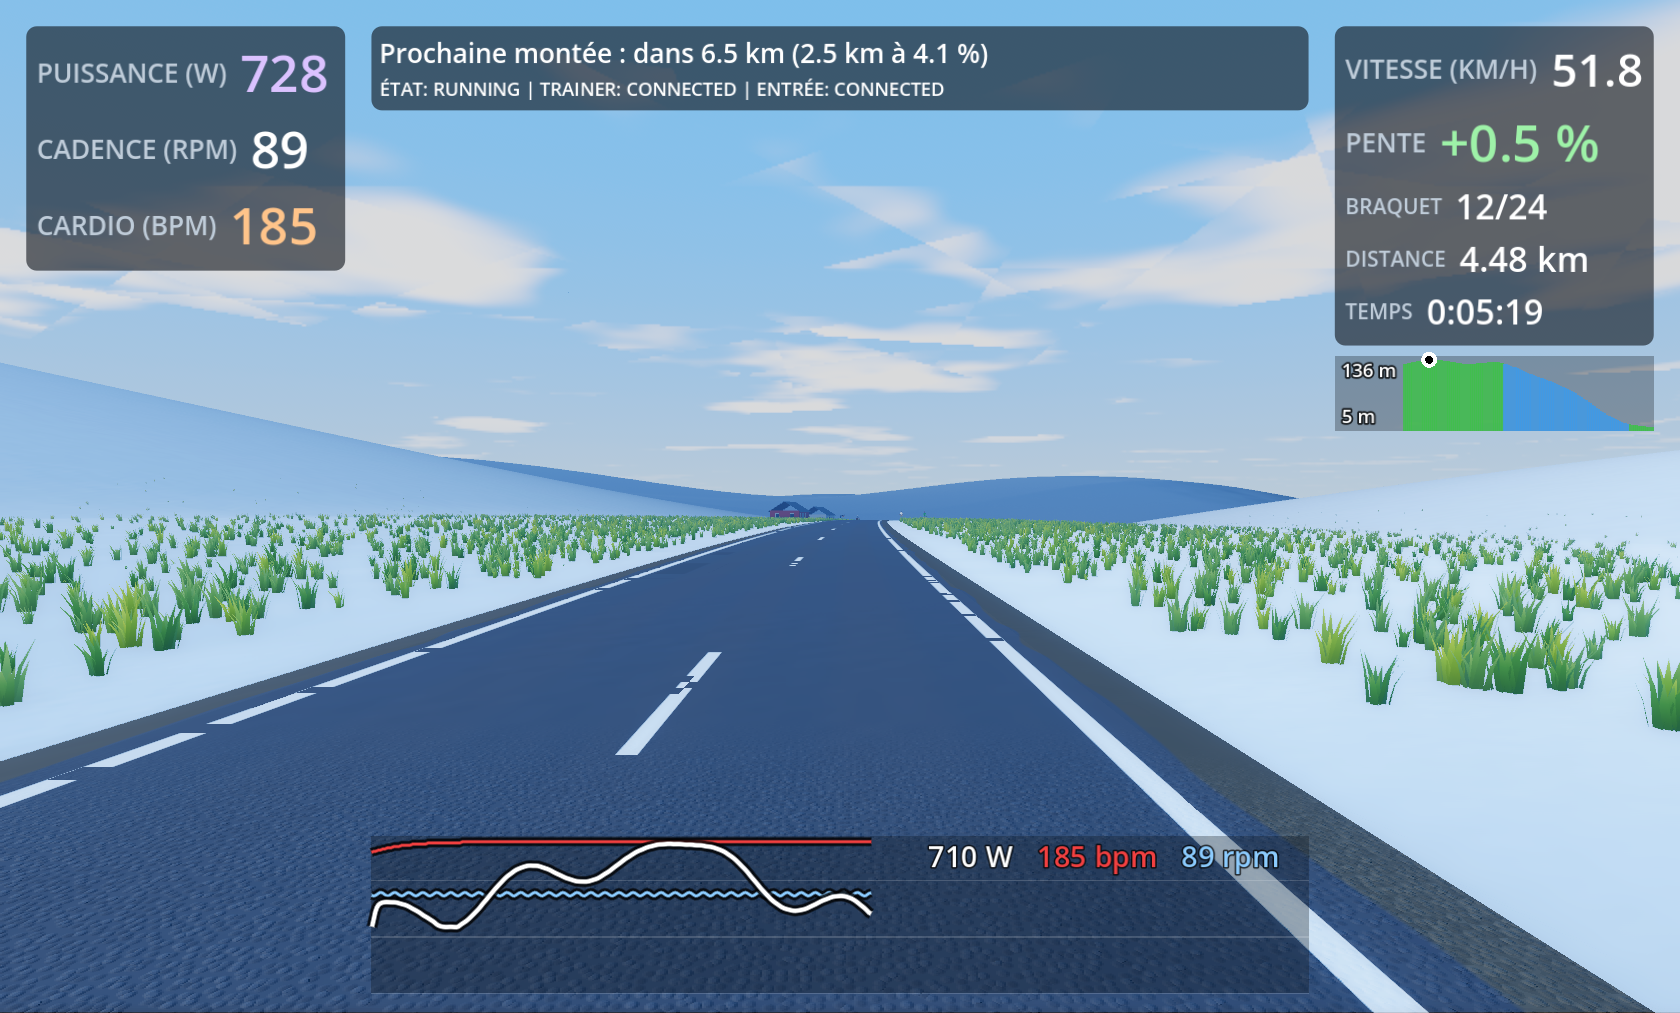 PUISSANCE (W) 728
CADENCE (RPM) 89
CARDIO (BPM) 185
Prochaine montée : dans 6.5 km (2.5 km à 4.1 %)
ÉTAT: RUNNING | TRAINER: CONNECTED | ENTRÉE: CONNECTED
VITESSE (KM/H) 51.8
PENTE +0.5 %
BRAQUET 12/24
DISTANCE 4.48 km
TEMPS 0:05:19
136 m
5 m
710 W 185 bpm 89 rpm